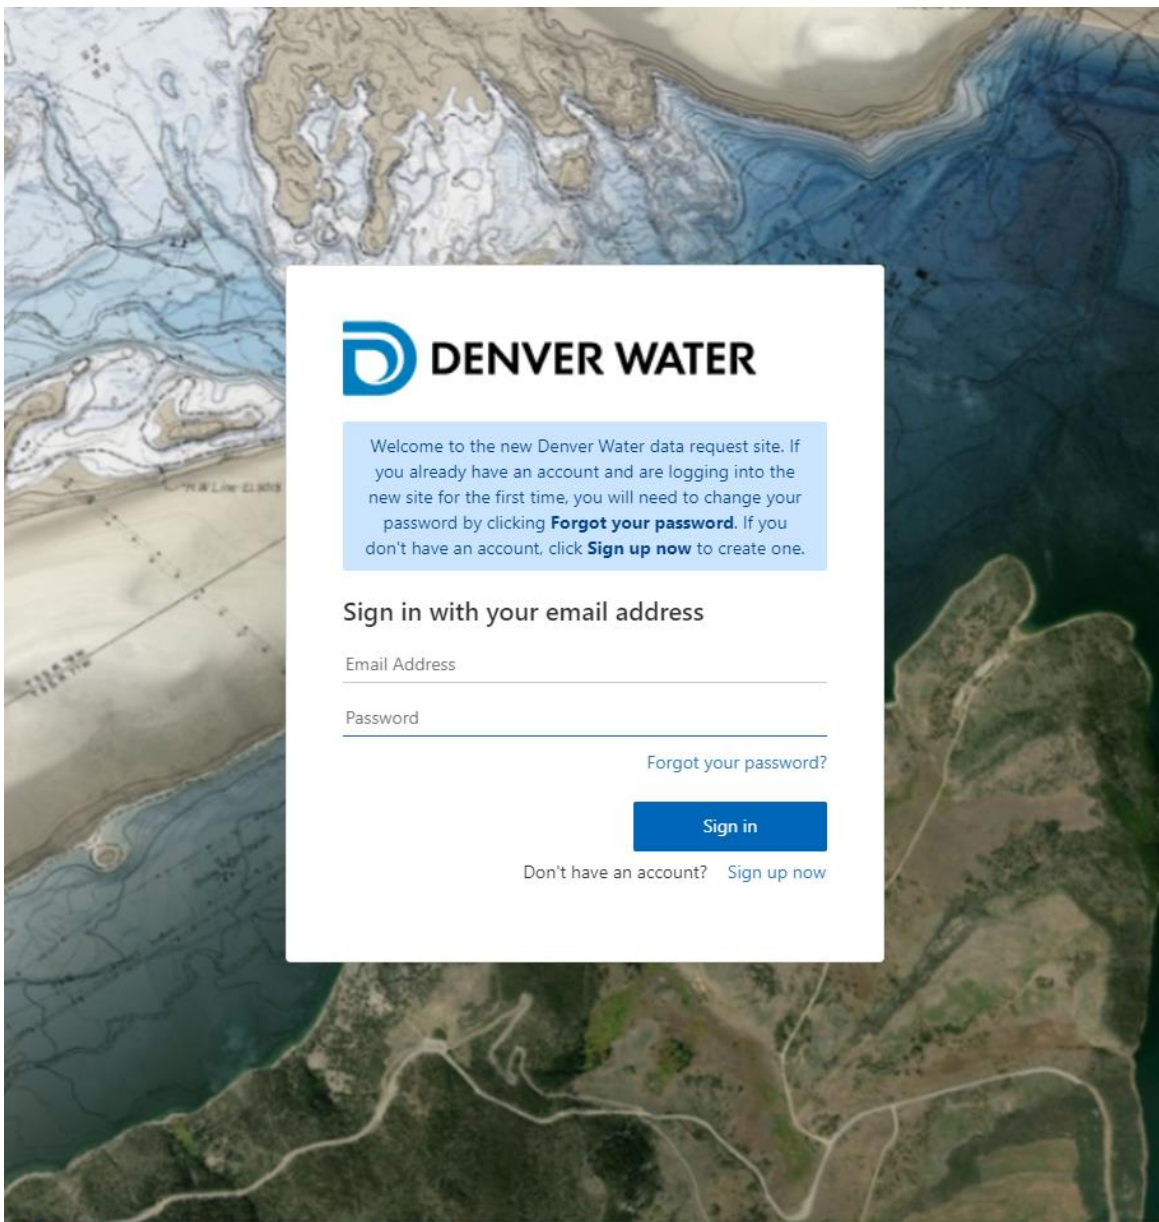 DENVER WATER
Welcome to the new Denver Water data request site. If
you already have an account and are logging into the
new site for the first time, you will need to change your
password by clicking Forgot your password. If you
don't have an account, click Sign up now to create one.
Sign in with your email address
Email Address
Password
Forgot your password?
Sign in
Don't have an account? Sign up now